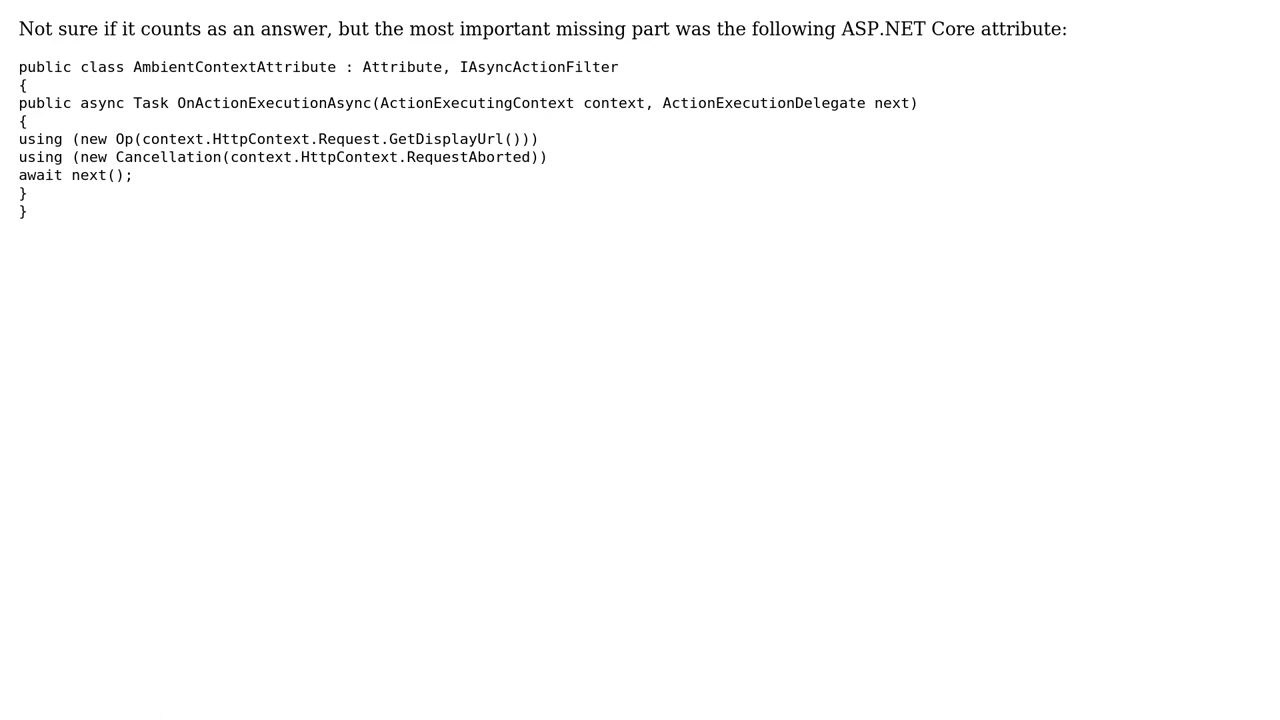 Not sure if it counts as an answer, but the most important missing part was the following ASP.NET Core attribute:
public class AmbientContextAttribute : Attribute, IAsyncActionFilter
{
public async Task OnActionExecutionAsync(ActionExecutingContext context, ActionExecutionDelegate next)
{
using (new Op(context.HttpContext.Request.GetDisplayUrl()))
using (new Cancellation(context.HttpContext.RequestAborted))
await next();
}
}